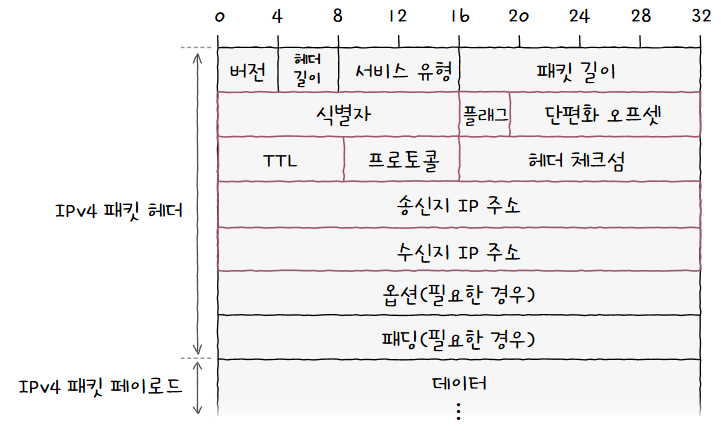 0 4 8 12 16 20 24 28 32
버전 헤더 길이 서비스 유형 패킷 길이
식별자 플래그 단편화 오프셋
TTL 프로토콜 헤더 체크섬
IPv4 패킷 헤더
송신지 IP 주소
수신지 IP 주소
옵션(필요한 경우)
패딩(필요한 경우)
IPv4 패킷 페이로드
데이터
⋮